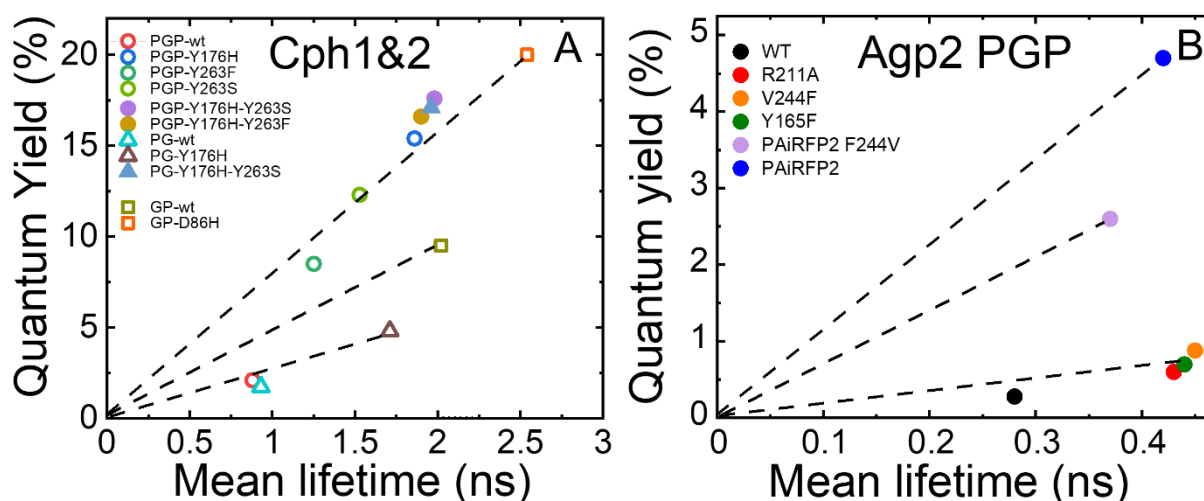 Cph1&2
A
PGP-wt
PGP-Y176H
PGP-Y263F
PGP-Y263S
PGP-Y176H-Y263S
PGP-Y176H-Y263F
PG-wt
PG-Y176H
PG-Y176H-Y263S
GP-wt
GP-D86H
Quantum Yield (%)
20
15
10
5
0
0
0.5
1
1.5
2
2.5
3
Mean lifetime (ns)
Agp2 PGP
B
WT
R211A
V244F
Y165F
PAiRFP2 F244V
PAiRFP2
Quantum yield (%)
5
4
3
2
1
0
0
0.1
0.2
0.3
0.4
Mean lifetime (ns)